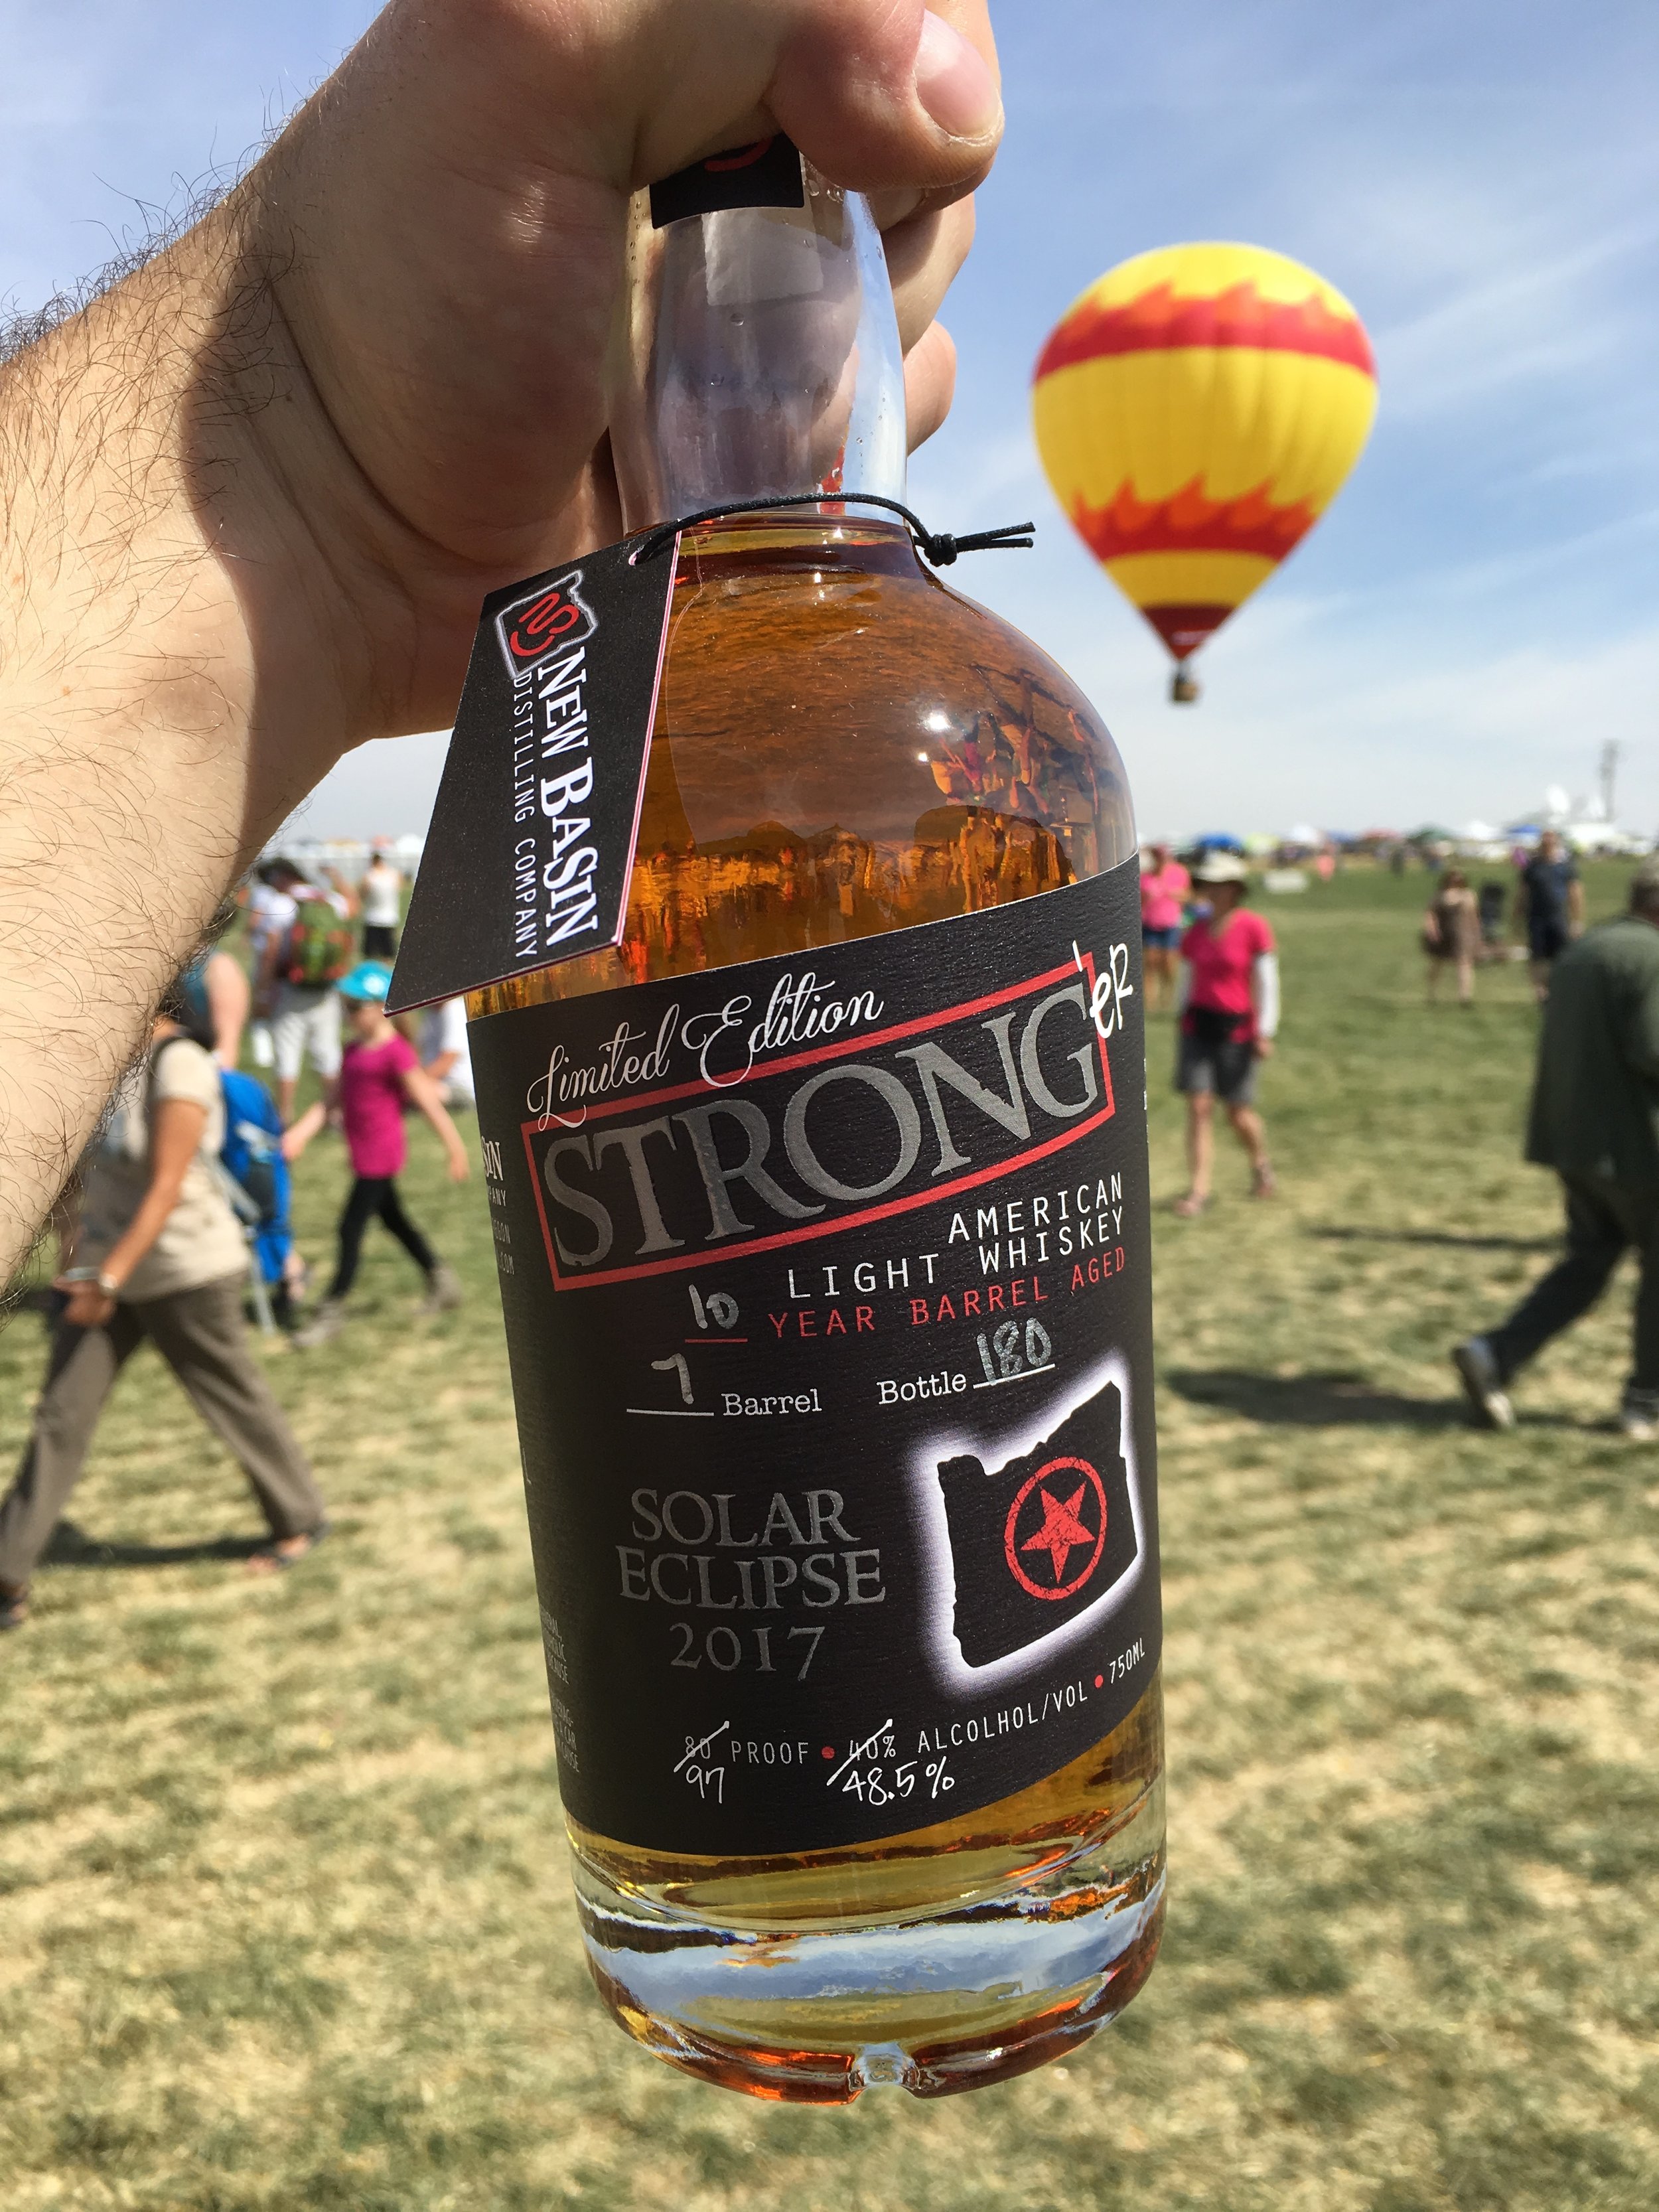 NEW BASIN
DISTILLING COMPANY
Limited Edition
STRONG'ER
AMERICAN
LIGHT WHISKEY
10 YEAR BARREL AGED
7 Barrel Bottle 180
SOLAR
ECLIPSE
2017
80 PROOF • 40% ALCOLHOL/VOL • 750ML
97 48.5%